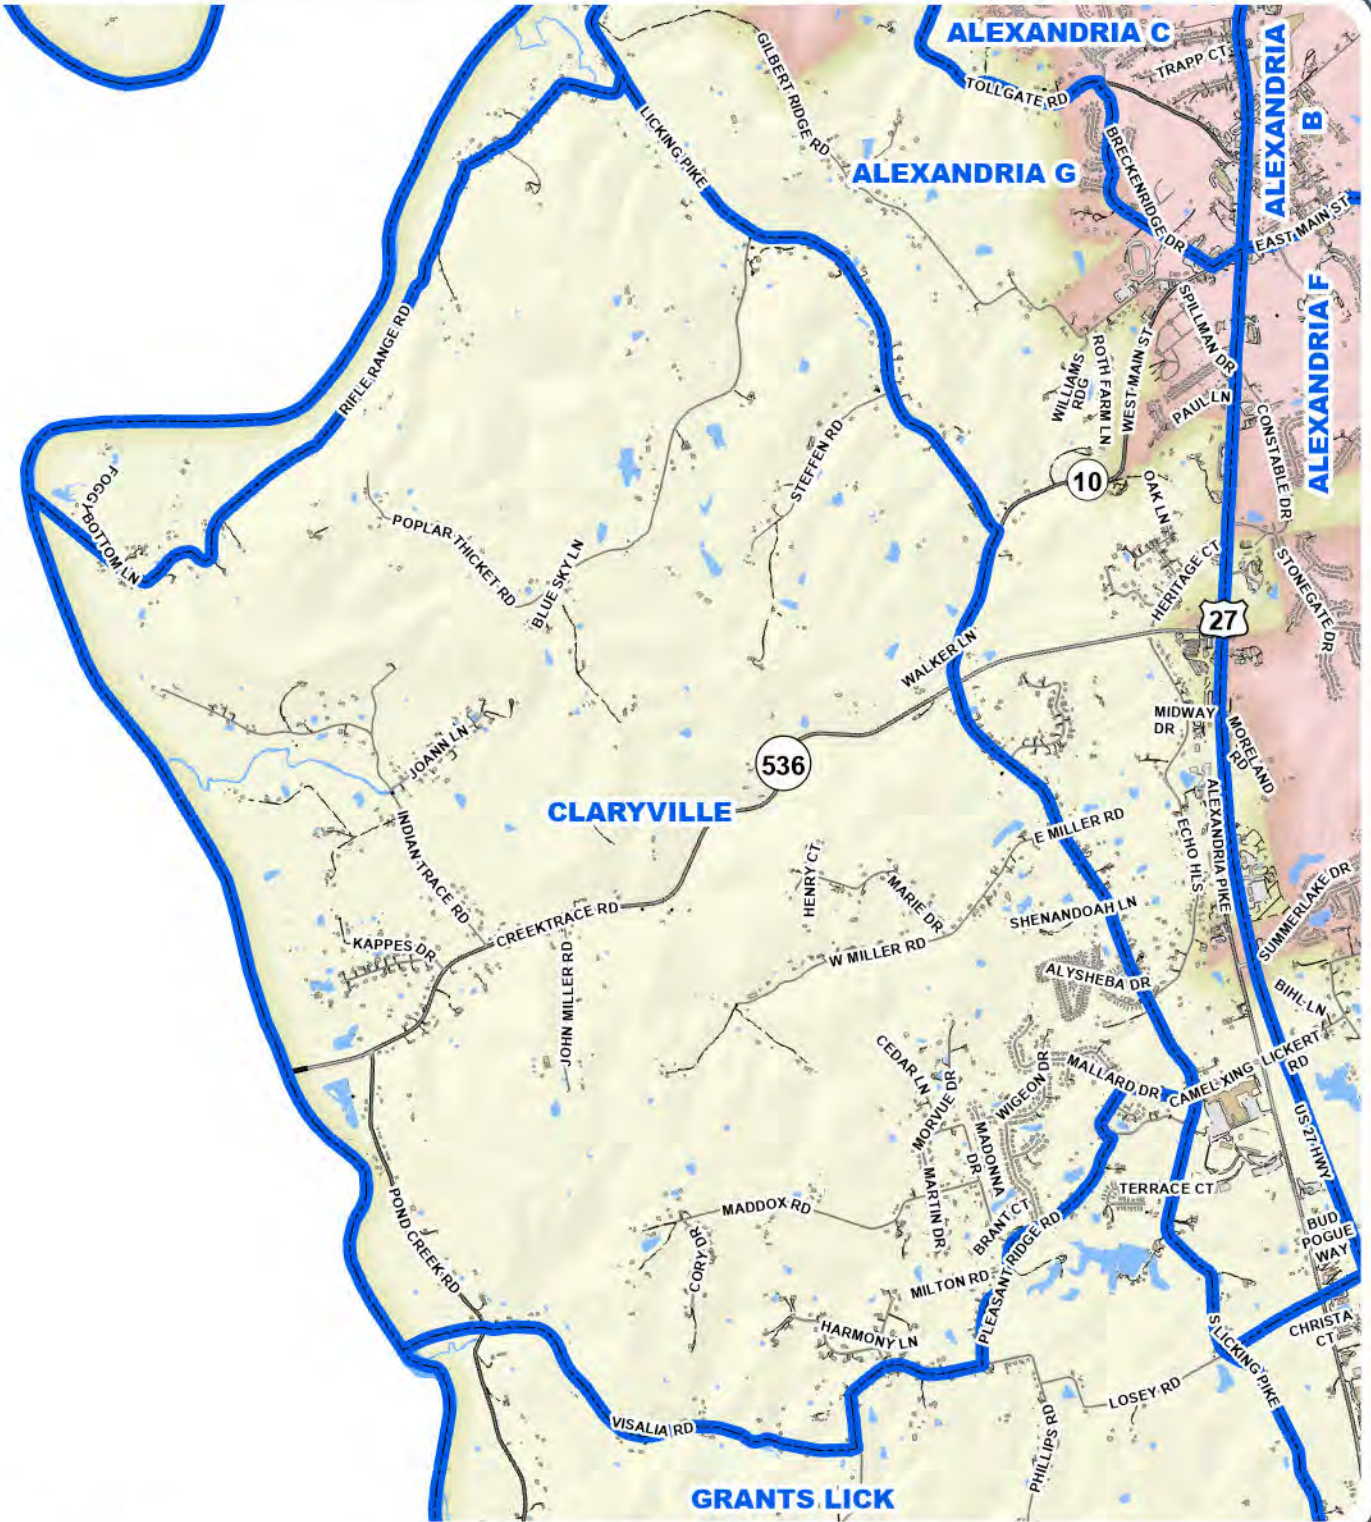 ALEXANDRIA C
ALEXANDRIA
B
TRAPP CT
GILBERT RIDGE RD
TOLLGATE RD
LICKING PIKE
BRECKENRIDGE DR
ALEXANDRIA G
EAST MAIN ST
ALEXANDRIA F
SPILLMAN DR
RIFLE RANGE RD
WILLIAMS
RDG
ROTH FARM LN
WEST MAIN ST
PAUL LN
CONSTABLE DR
STEFFEN RD
10
OAK LN
FOGGY BOTTOM LN
POPLAR THICKET RD
BLUE SKY LN
HERITAGE CT
STONEGATE DR
27
WALKER LN
MIDWAY
DR
MORELAND
RD
JOANN LN
536
CLARYVILLE
INDIAN TRACE RD
ALEXANDRIA PIKE
E MILLER RD
ECHO HLS
HENRY CT
MARIE DR
SHENANDOAH LN
SUMMERLAKE DR
CREEKTRACE RD
KAPPES DR
W MILLER RD
JOHN MILLER RD
ALYSHEBA DR
BIHL LN
CEDAR LN
MORVUE DR
WIGEON DR
MALLARD DR
CAMEL XING
LICKERT
RD
US 27 HWY
MADONNA
DR
MARTIN DR
TERRACE CT
POND CREEK RD
MADDOX RD
CORY DR
BRANT CT
PLEASANT RIDGE RD
BUD
POGUE
WAY
MILTON RD
HARMONY LN
S LICKING PIKE
CHRISTA
CT
LOSEY RD
VISALIA RD
PHILLIPS RD
GRANTS LICK